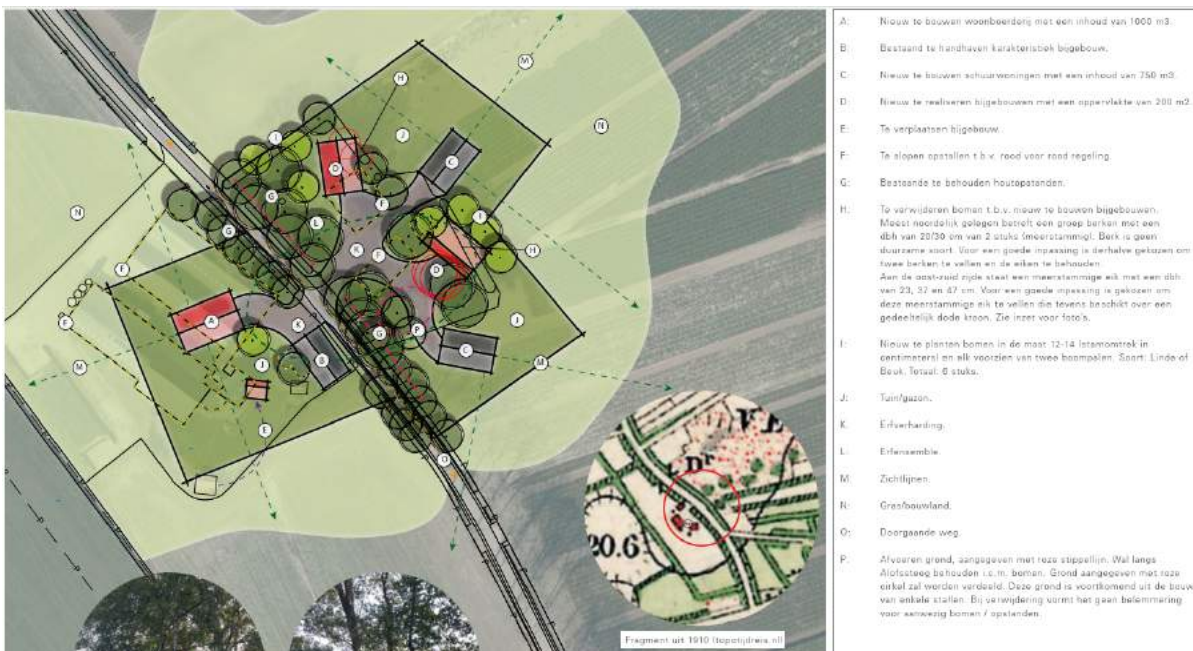 A: Nieuw te bouwen woonboerderij met een inhoud van 1000 m3.
B: Bestaand te handhaven karakteristiek bijgebouw.
C: Nieuw te bouwen schuurwoningen met een inhoud van 750 m3.
D: Nieuw te realiseren bijgebouwen met een oppervlakte van 200 m2.
E: Te verplaatsen bijgebouw.
F: Te slopen opstallen t.b.v. rood voor rood regeling.
G: Bestaande te behouden houtopstanden.
H: Te verwijderen bomen t.b.v. nieuw te bouwen bijgebouwen.
Meest noordelijk gelegen betreft een groep berken met een
dbh van 20/30 cm van 2 stuks (meerstammig). Berk is geen
duurzame soort. Voor een goede inpassing is derhalve gekozen om
twee berken te vellen en de eiken te behouden.
Aan de oost-zuid zijde staat een meerstammige eik met een dbh
van 23, 37 en 47 cm. Voor een goede inpassing is gekozen om
deze meerstammige eik te vellen die tevens beschikt over een
gedeeltelijk dode kroon. Zie inzet voor foto's.
I: Nieuw te planten bomen in de maat 12-14 (stamomtrek in
centimeters) en elk voorzien van twee boompalen. Soort: Linde of
Beuk. Totaal: 6 stuks.
J: Tuin/gazon.
K: Erfverharding.
L: Erfensemble.
M: Zichtlijnen.
N: Gras/bouwland.
O: Doorgaande weg.
P: Afvoeren grond, aangegeven met roze stippellijn. Wal langs
behouden i.c.m. bomen. Grond aangegeven met roze
cirkel zal worden verdeeld. Deze grond is voortkomend uit de bouw
van enkele stallen. Bij verwijdering vormt het geen belemmering
voor aanwezig bomen / opstanden.
M
H
N
I
J
C
D
G
F
L
I
N
G
K
F
H
D
F
A
K
G
P
J
E
B
C
M
J
M
E
O
VE
Dr
20.6
Fragment uit 1910 (topotijdreis.nl)